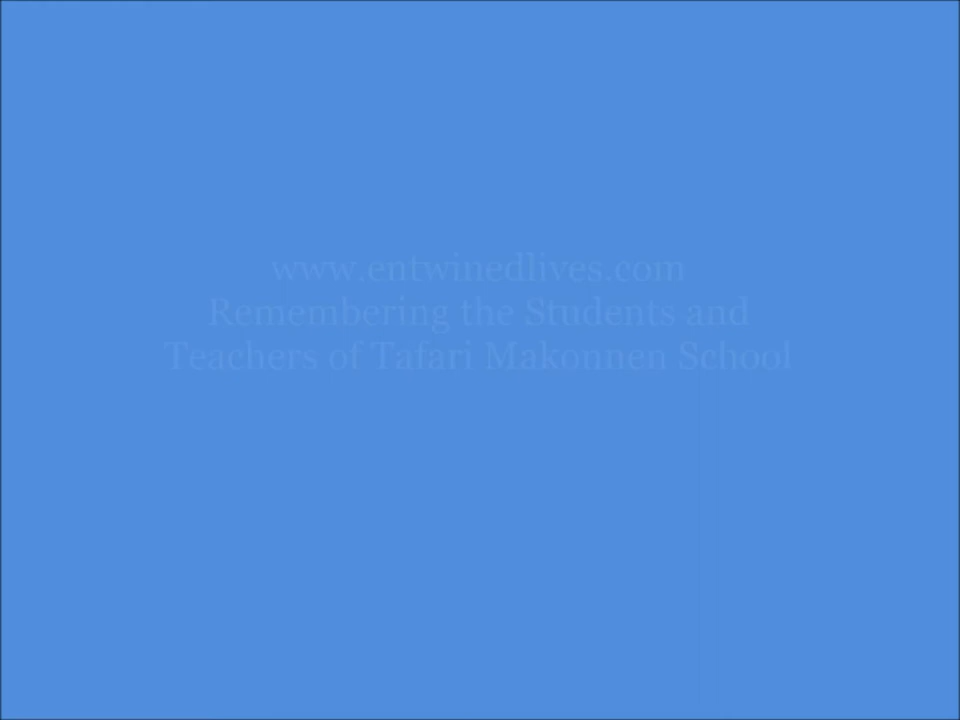 www.entwinedlives.com
Remembering the Students and
Teachers of Tafari Makonnen School